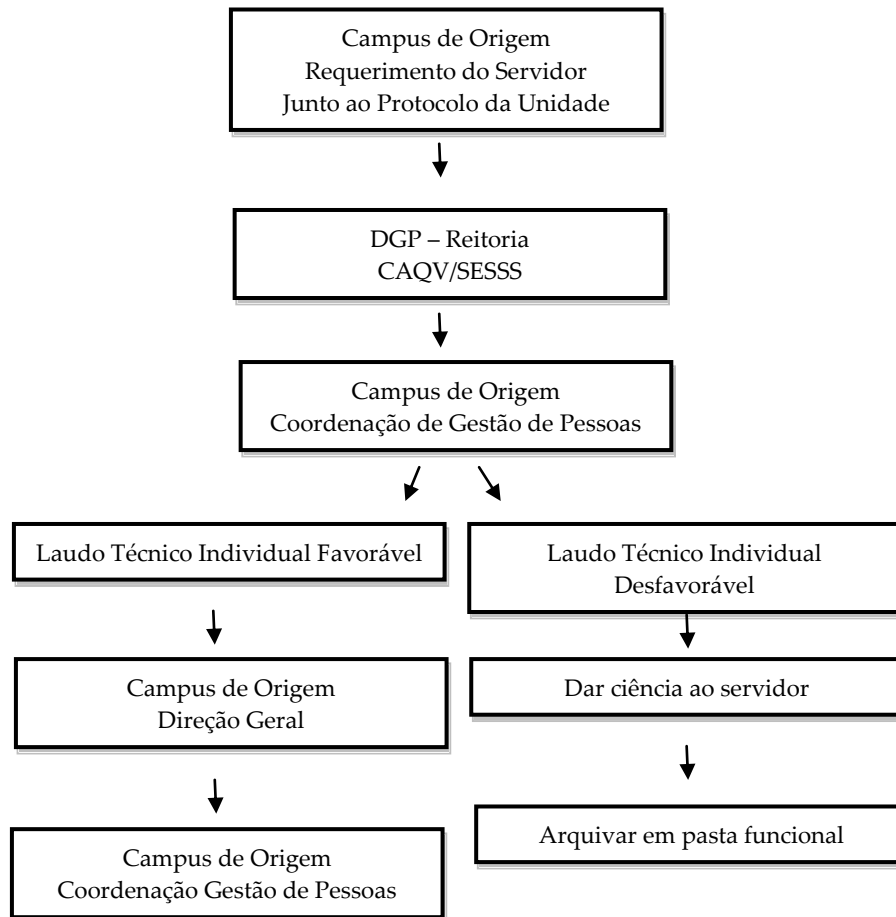 Campus de Origem
Requerimento do Servidor
Junto ao Protocolo da Unidade
DGP – Reitoria
CAQV/SESSS
Campus de Origem
Coordenação de Gestão de Pessoas
Laudo Técnico Individual Favorável
Laudo Técnico Individual
Desfavorável
Campus de Origem
Direção Geral
Dar ciência ao servidor
Campus de Origem
Coordenação Gestão de Pessoas
Arquivar em pasta funcional